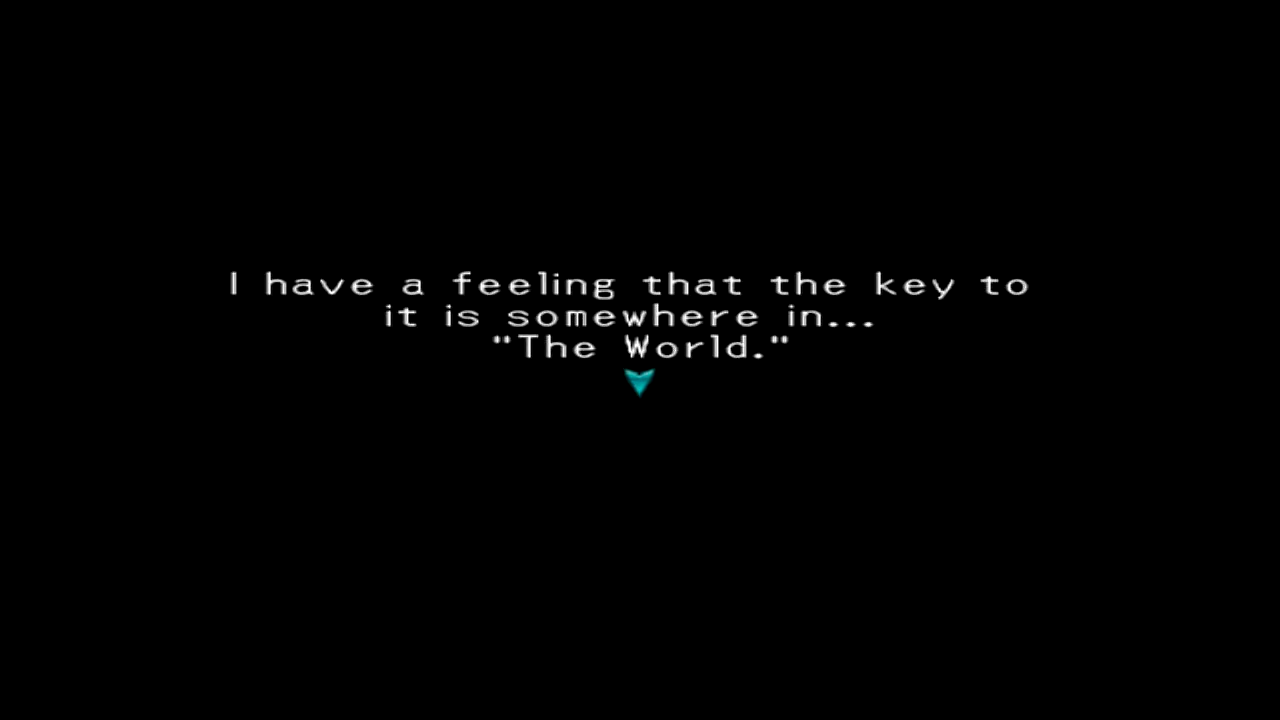 I have a feeling that the key to
it is somewhere in...
"The World."